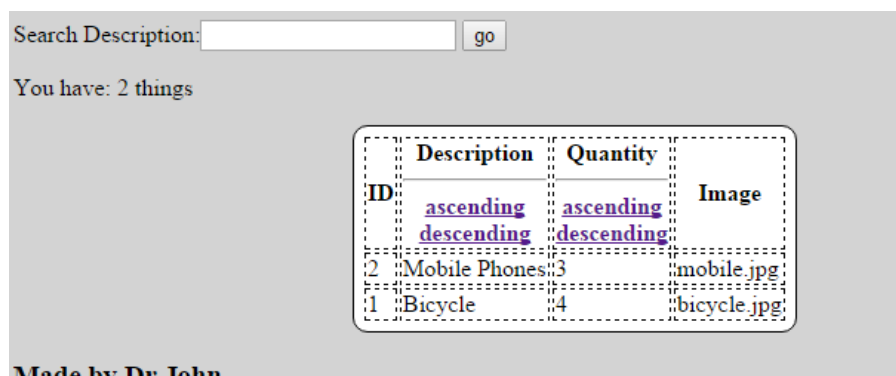 Search Description: go
You have: 2 things
ID Description Quantity Image
ascending ascending
descending descending
2 Mobile Phones 3 mobile.jpg
1 Bicycle 4 bicycle.jpg
Made by Dr John